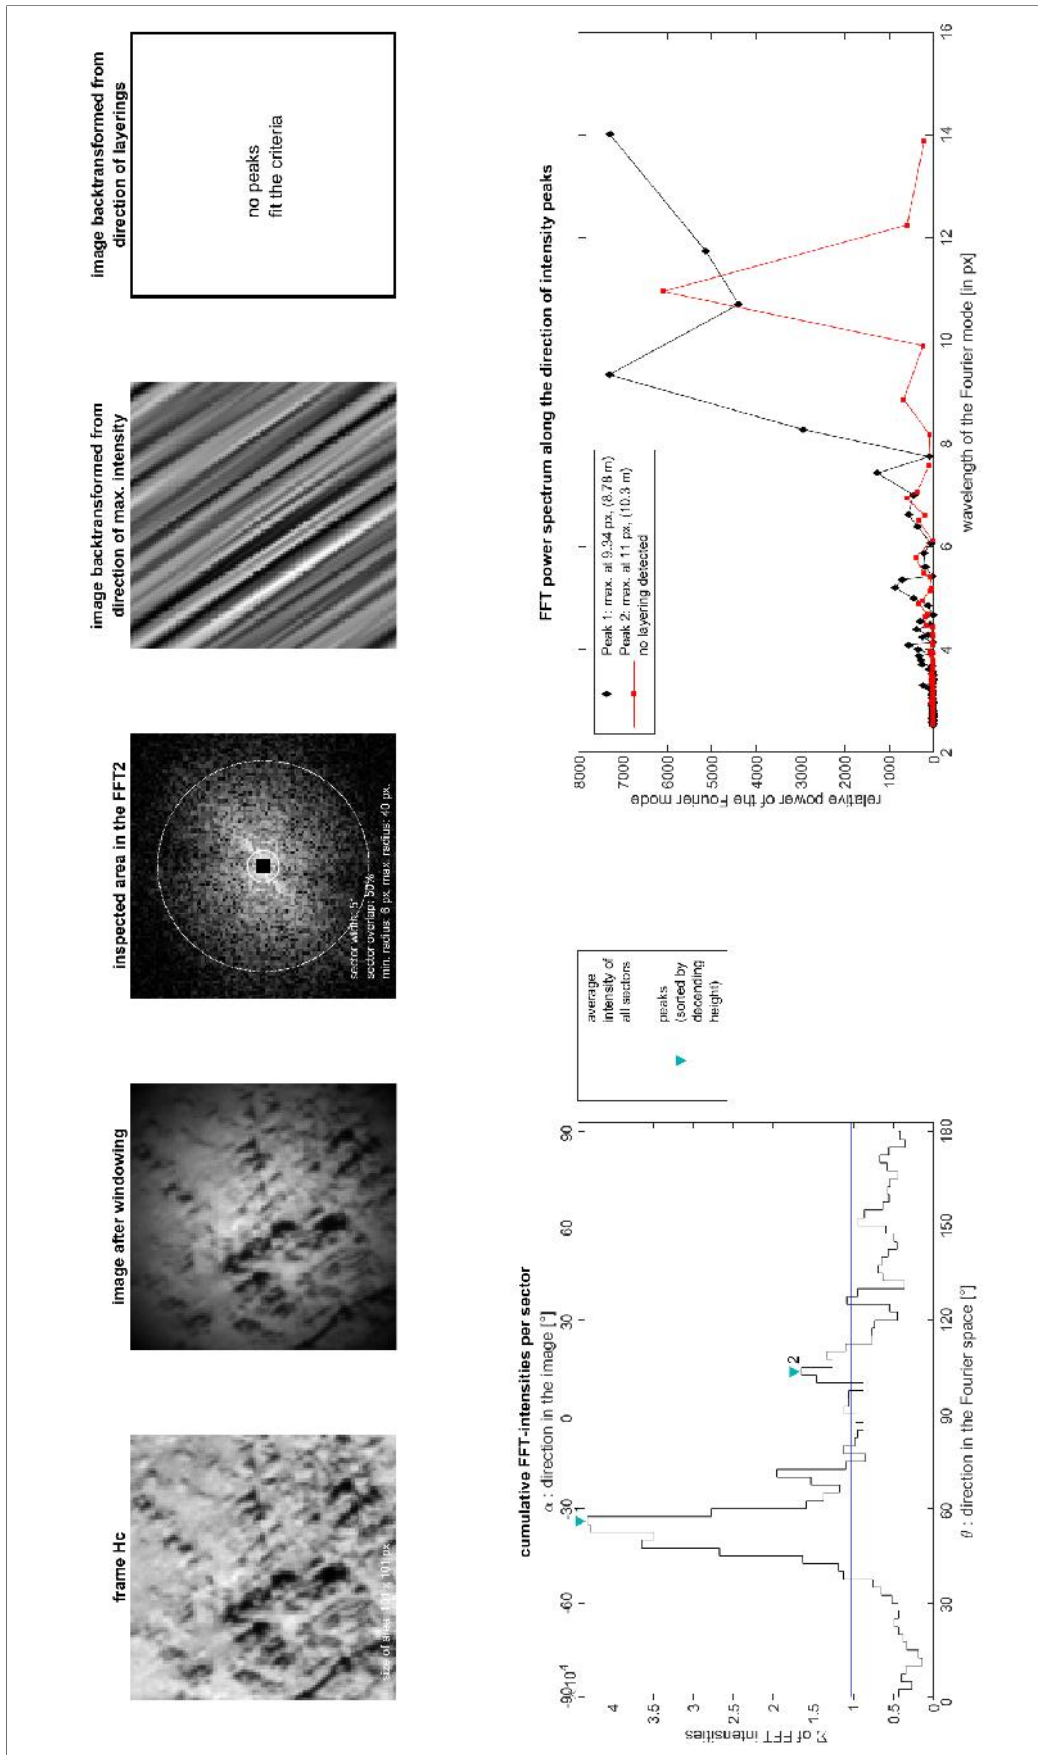 frame Hc
size of area: 101 x 101 px
image after windowing
inspected area in the FFT2
sector width: 5°
sector overlap: 50%
min. radius: 6 px, max. radius: 40 px.
image backtransformed from
direction of max. intensity
image backtransformed from
direction of layerings
no peaks
fit the criteria
cumulative FFT-intensities per sector
α : direction in the image [°]
-90 -60 -30 0 30 60 90
10⁴
4
3.5
3
2.5
2
1.5
1
0.5
0
Σ of FFT intensities
2
0 30 60 90 120 150 180
θ : direction in the Fourier space [°]
average
intensity of
all sectors
peaks
(sorted by
decending
height)
FFT power spectrum along the direction of intensity peaks
8000
7000
6000
5000
4000
3000
2000
1000
0
relative power of the Fourier mode
Peak 1: max. at 9.34 px, (8.78 m)
Peak 2: max. at 11 px, (10.3 m)
no layering detected
2 4 6 8 10 12 14 16
wavelength of the Fourier mode [in px]